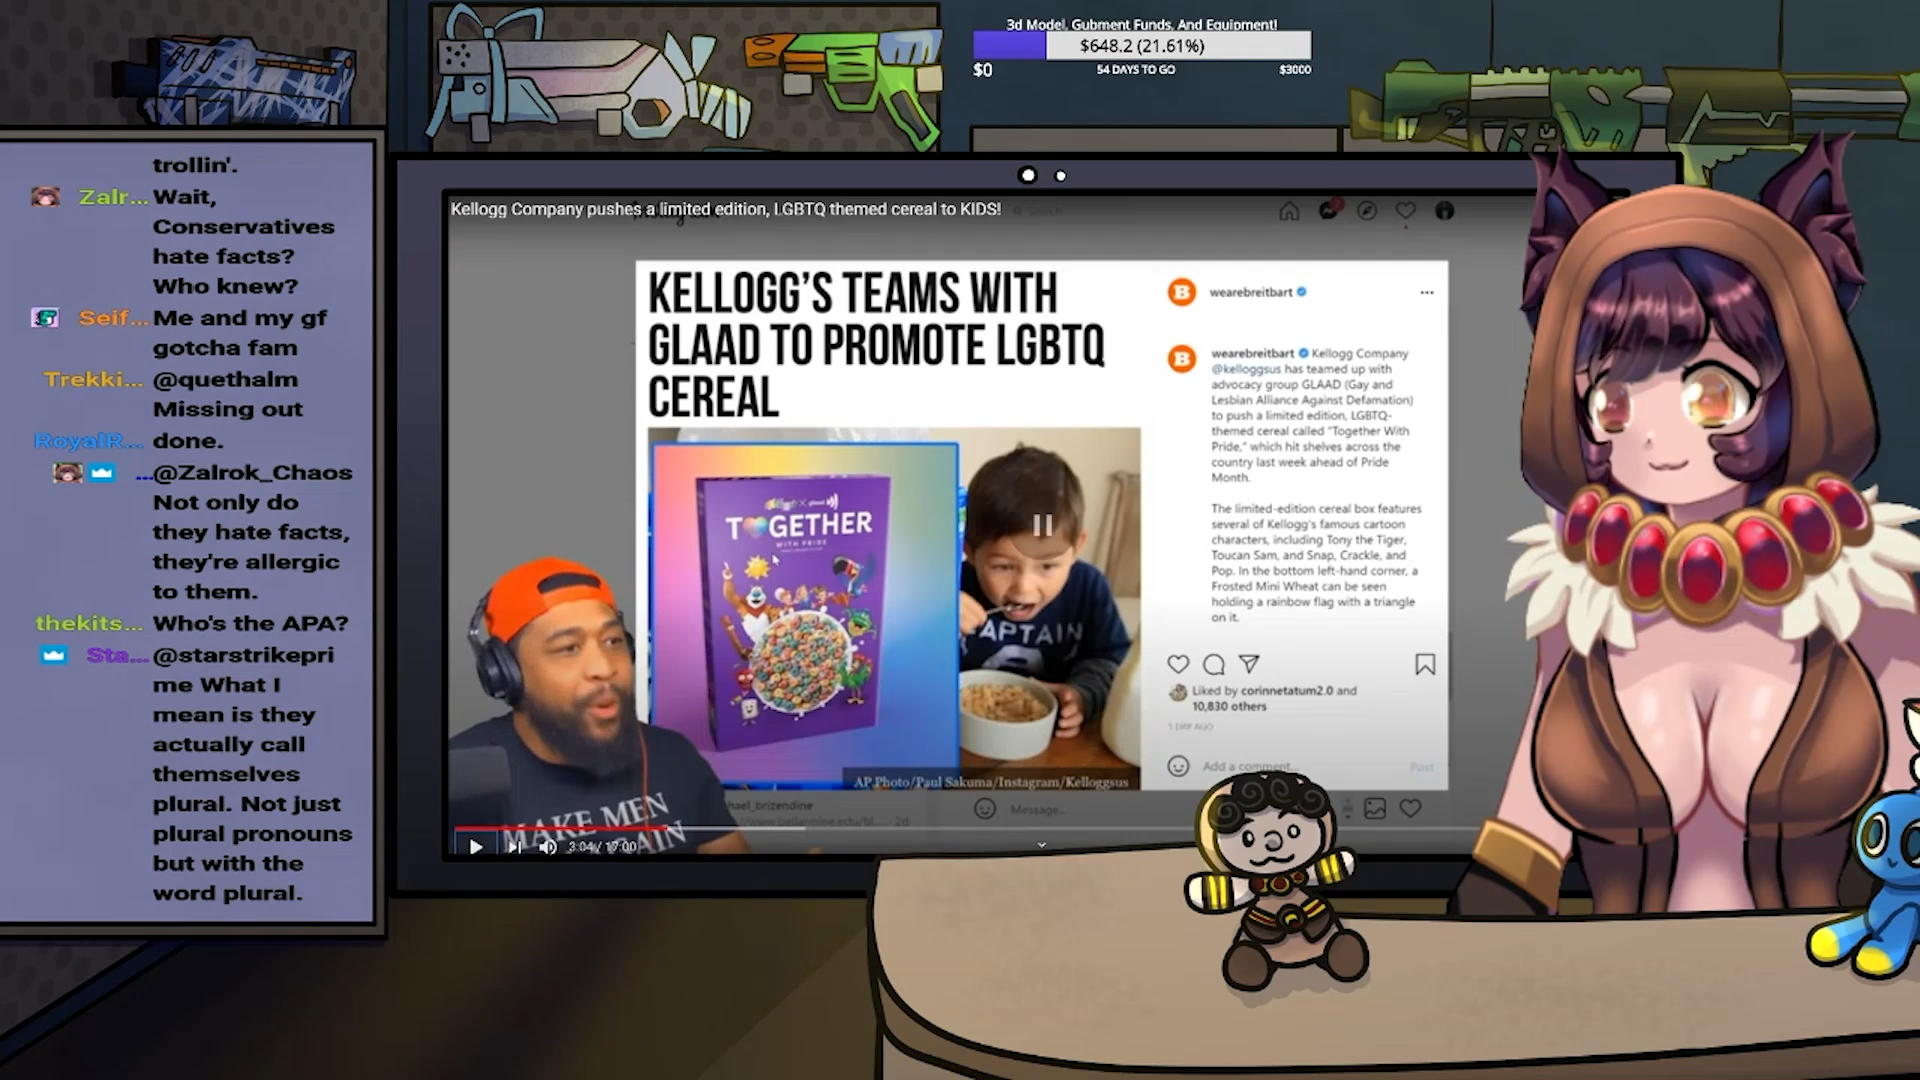 3d Model, Gubment Funds, And Equipment!
$648.2 (21.61%)
$0
54 DAYS TO GO
$3000
trollin'.
Zalr... Wait,
Conservatives
hate facts?
Who knew?
Seif... Me and my gf
gotcha fam
Trekki... @quethalm
Missing out
RoyalR... done.
...@Zalrok_Chaos
Not only do
they hate facts,
they're allergic
to them.
thekits... Who's the APA?
Sta... @starstrikepri
me What I
mean is they
actually call
themselves
plural. Not just
plural pronouns
but with the
word plural.
Kellogg Company pushes a limited edition, LGBTQ themed cereal to KIDS!
Search
KELLOGG'S TEAMS WITH
GLAAD TO PROMOTE LGBTQ
CEREAL
TOGETHER
WITH PRIDE
APTAIN
AP Photo/Paul Sakuma/Instagram/Kelloggsus
wearebreitbart
...
wearebreitbart Kellogg Company
@kelloggsus has teamed up with
advocacy group GLAAD (Gay and
Lesbian Alliance Against Defamation)
to push a limited edition, LGBTQ-
themed cereal called "Together With
Pride," which hit shelves across the
country last week ahead of Pride
Month.
The limited-edition cereal box features
several of Kellogg's famous cartoon
characters, including Tony the Tiger,
Toucan Sam, and Snap, Crackle, and
Pop. In the bottom left-hand corner, a
Frosted Mini Wheat can be seen
holding a rainbow flag with a triangle
on it.
Liked by corinnetatum2.0 and
10,830 others
1 DAY AGO
Add a comment...
Post
hael_brizendine
Message...
MAKE MEN
AGAIN
3:04 / 17:00